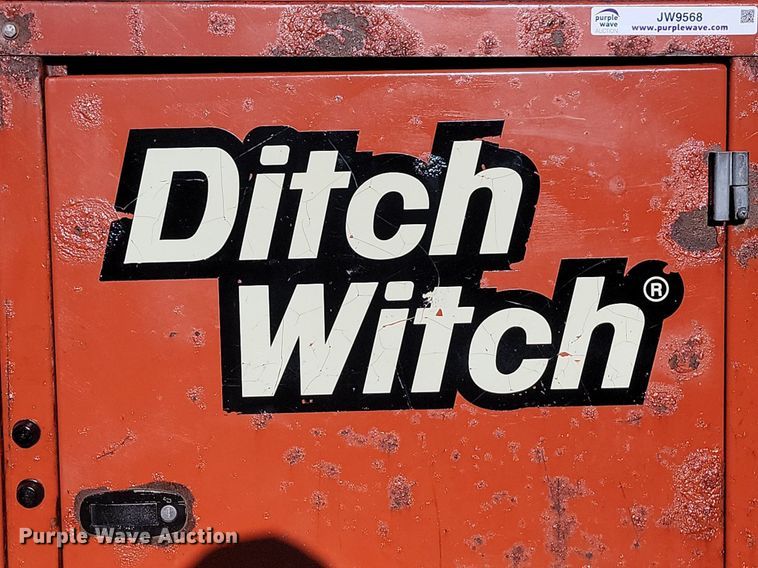 purple wave
AUCTION
JW9568
www.purplewave.com
Ditch
Witch®
Purple Wave Auction